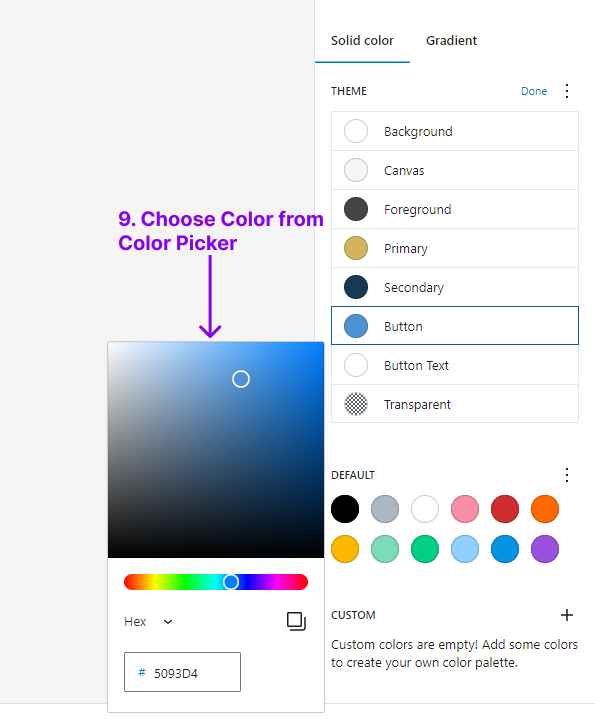 Solid color Gradient
THEME Done
Background
Canvas
Foreground
9. Choose Color from
Color Picker
Primary
Secondary
Button
Button Text
Transparent
DEFAULT
CUSTOM
Custom colors are empty! Add some colors
to create your own color palette.
Hex
# 5093D4